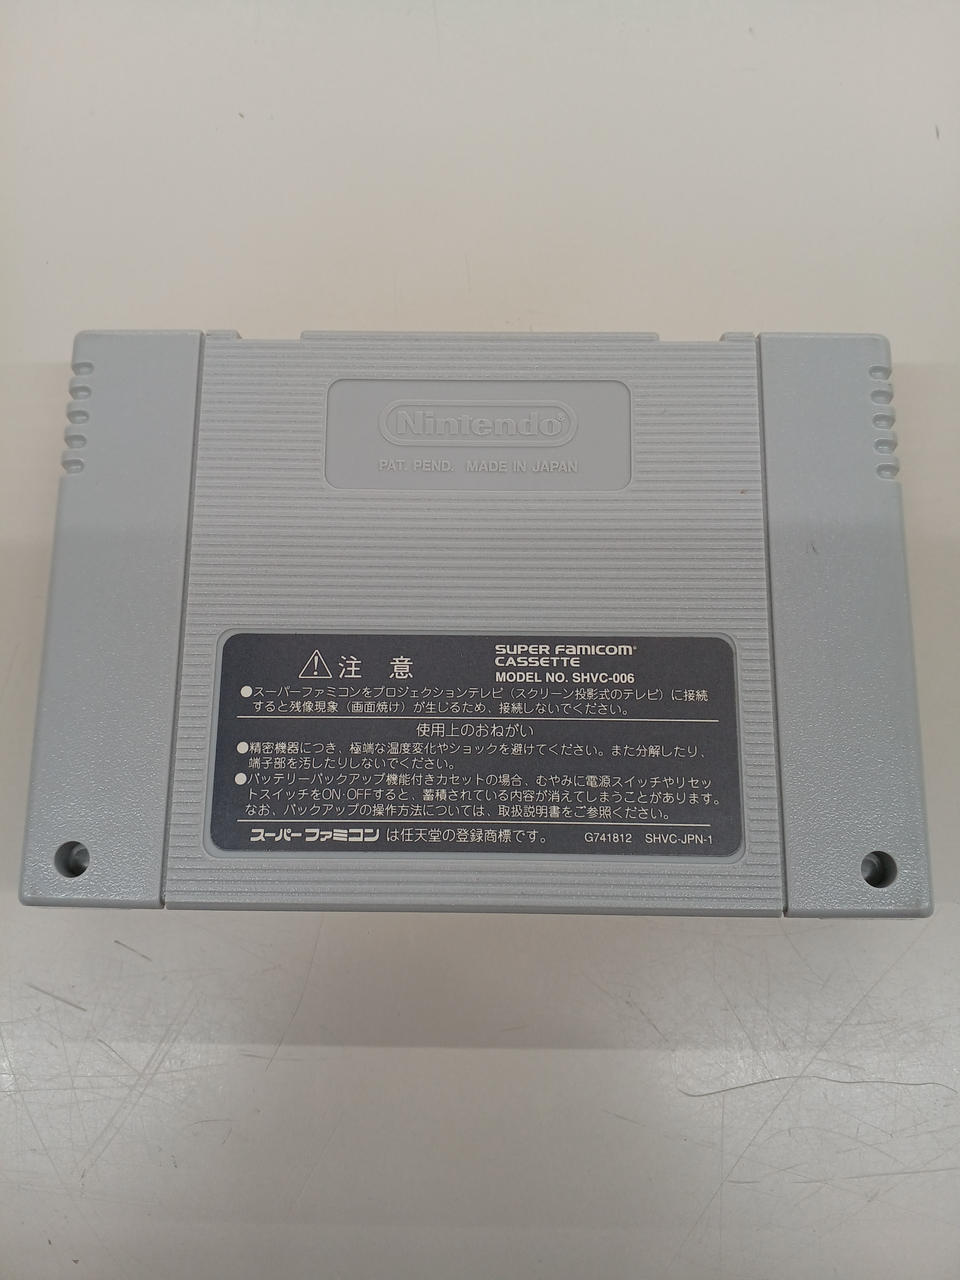 Nintendo®
PAT. PEND. MADE IN JAPAN
注 意
SUPER FAMICOM®
CASSETTE
MODEL NO. SHVC-006
●スーパーファミコンをプロジェクションテレビ（スクリーン投影式のテレビ）に接続
すると残像現象（画面焼け）が生じるため、接続しないでください。
使用上のおねがい
●精密機器につき、極端な温度変化やショックを避けてください。また分解したり、
端子部を汚したりしないでください。
●バッテリーバックアップ機能付きカセットの場合、むやみに電源スイッチやリセッ
トスイッチをON・OFFすると、蓄積されている内容が消えてしまうことがあります。
なお、バックアップの操作方法については、取扱説明書をご参照ください。
スーパーファミコン は任天堂の登録商標です。 G741812 SHVC-JPN-1